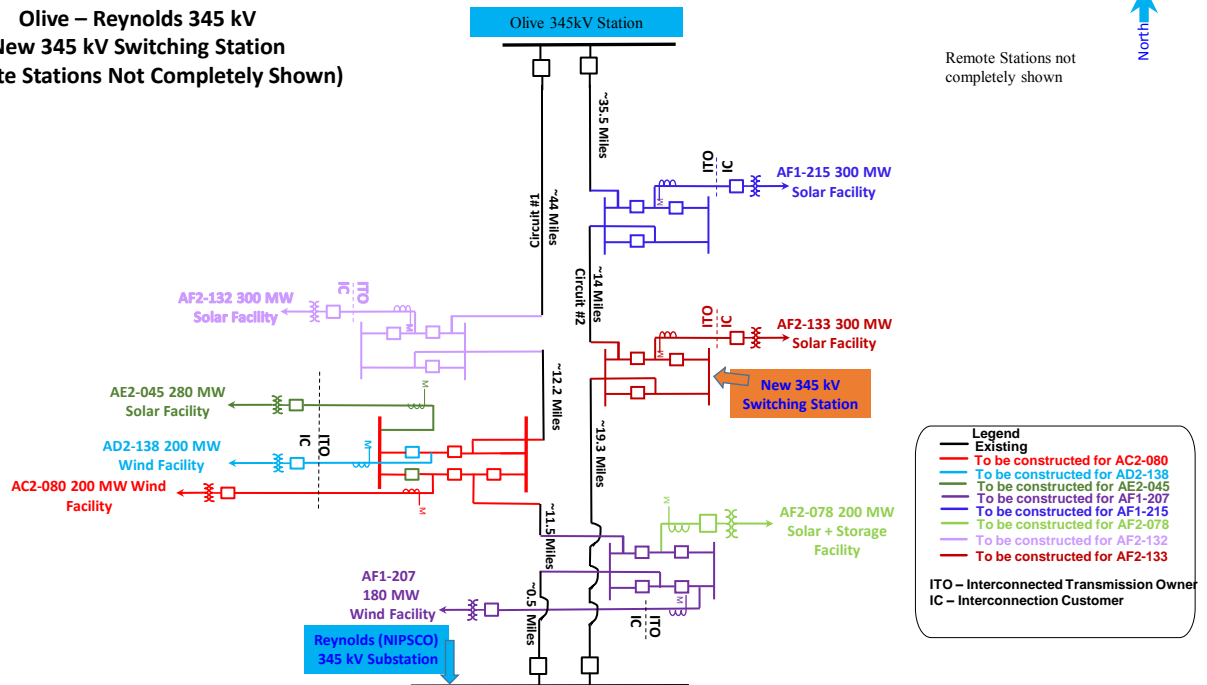 Olive – Reynolds 345 kV
New 345 kV Switching Station
te Stations Not Completely Shown)
Olive 345kV Station
Remote Stations not
completely shown
North
~35.5 Miles
~44 Miles
Circuit #1
ITO
IC
AF1-215 300 MW
Solar Facility
M
~14 Miles
Circuit #2
AF2-132 300 MW
Solar Facility
ITO
IC
M
ITO
IC
AF2-133 300 MW
Solar Facility
M
New 345 kV
Switching Station
~12.2 Miles
~19.3 Miles
AE2-045 280 MW
Solar Facility
M
ITO
IC
AD2-138 200 MW
Wind Facility
M
AC2-080 200 MW Wind
Facility
M
~11.5 Miles
AF2-078 200 MW
Solar + Storage
Facility
M
AF1-207
180 MW
Wind Facility
M
ITO
IC
~0.5 Miles
Reynolds (NIPSCO)
345 kV Substation
Legend
Existing
To be constructed for AC2-080
To be constructed for AD2-138
To be constructed for AE2-045
To be constructed for AF1-207
To be constructed for AF1-215
To be constructed for AF2-078
To be constructed for AF2-132
To be constructed for AF2-133
ITO – Interconnected Transmission Owner
IC – Interconnection Customer